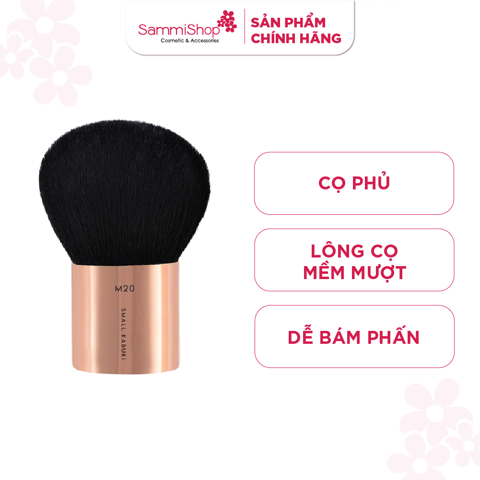 SammiShop
Cosmetic & Accessories
SẢN PHẨM
CHÍNH HÃNG
CỌ PHỦ
LÔNG CỌ
MỀM MƯỢT
DỄ BÁM PHẤN
M20
SMALL KABUKI